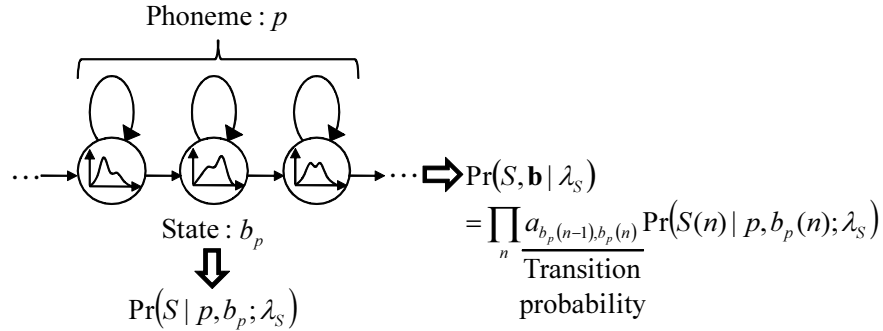 Phoneme : p
··· ··· ⇨ Pr(S, b | λ_S)
State : b_p
= ∏_n a_{b_p(n−1),b_p(n)} Pr(S(n) | p, b_p(n); λ_S)
Transition
probability
Pr(S | p, b_p; λ_S)